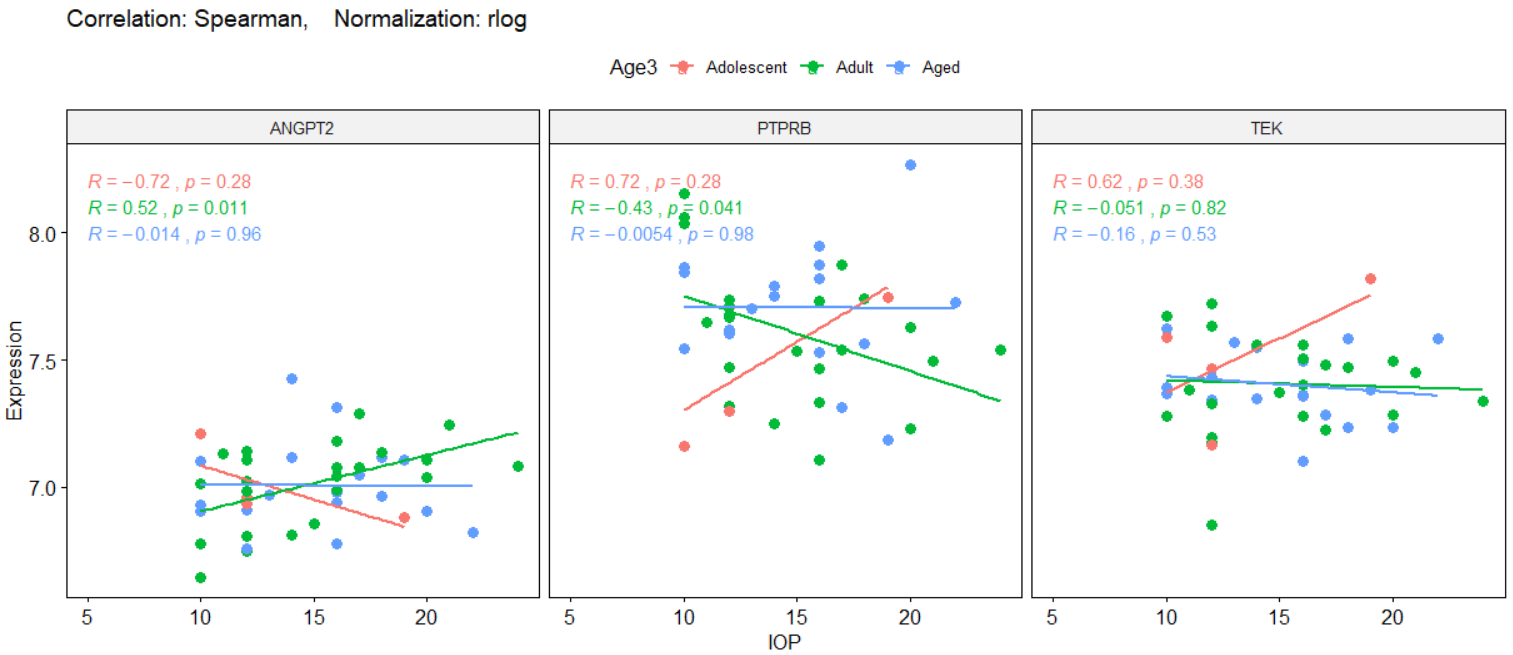 Correlation: Spearman,    Normalization: rlog
Age3 Adolescent Adult Aged
ANGPT2 PTPRB TEK
R = −0.72 , p = 0.28
R = 0.52 , p = 0.011
R = −0.014 , p = 0.96
R = 0.72 , p = 0.28
R = −0.43 , p = 0.041
R = −0.0054 , p = 0.98
R = 0.62 , p = 0.38
R = −0.051 , p = 0.82
R = −0.16 , p = 0.53
Expression
8.0
7.5
7.0
5 10 15 20 5 10 15 20 5 10 15 20
IOP